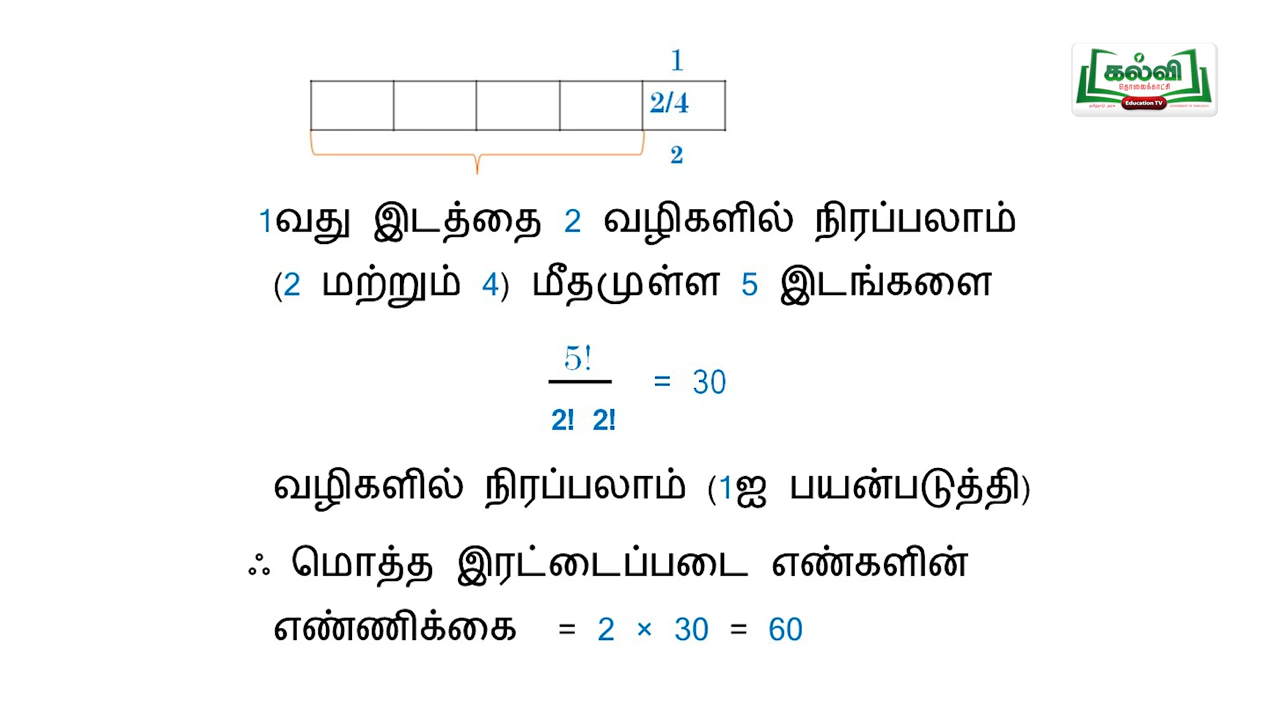 1
கல்வி
தொலைக்காட்சி
Education TV
2/4
2
1வது இடத்தை 2 வழிகளில் நிரப்பலாம்
(2 மற்றும் 4) மீதமுள்ள 5 இடங்களை
5!
= 30
2! 2!
வழிகளில் நிரப்பலாம் (1ஐ பயன்படுத்தி)
ஃ மொத்த இரட்டைப்படை எண்களின்
எண்ணிக்கை = 2 × 30 = 60